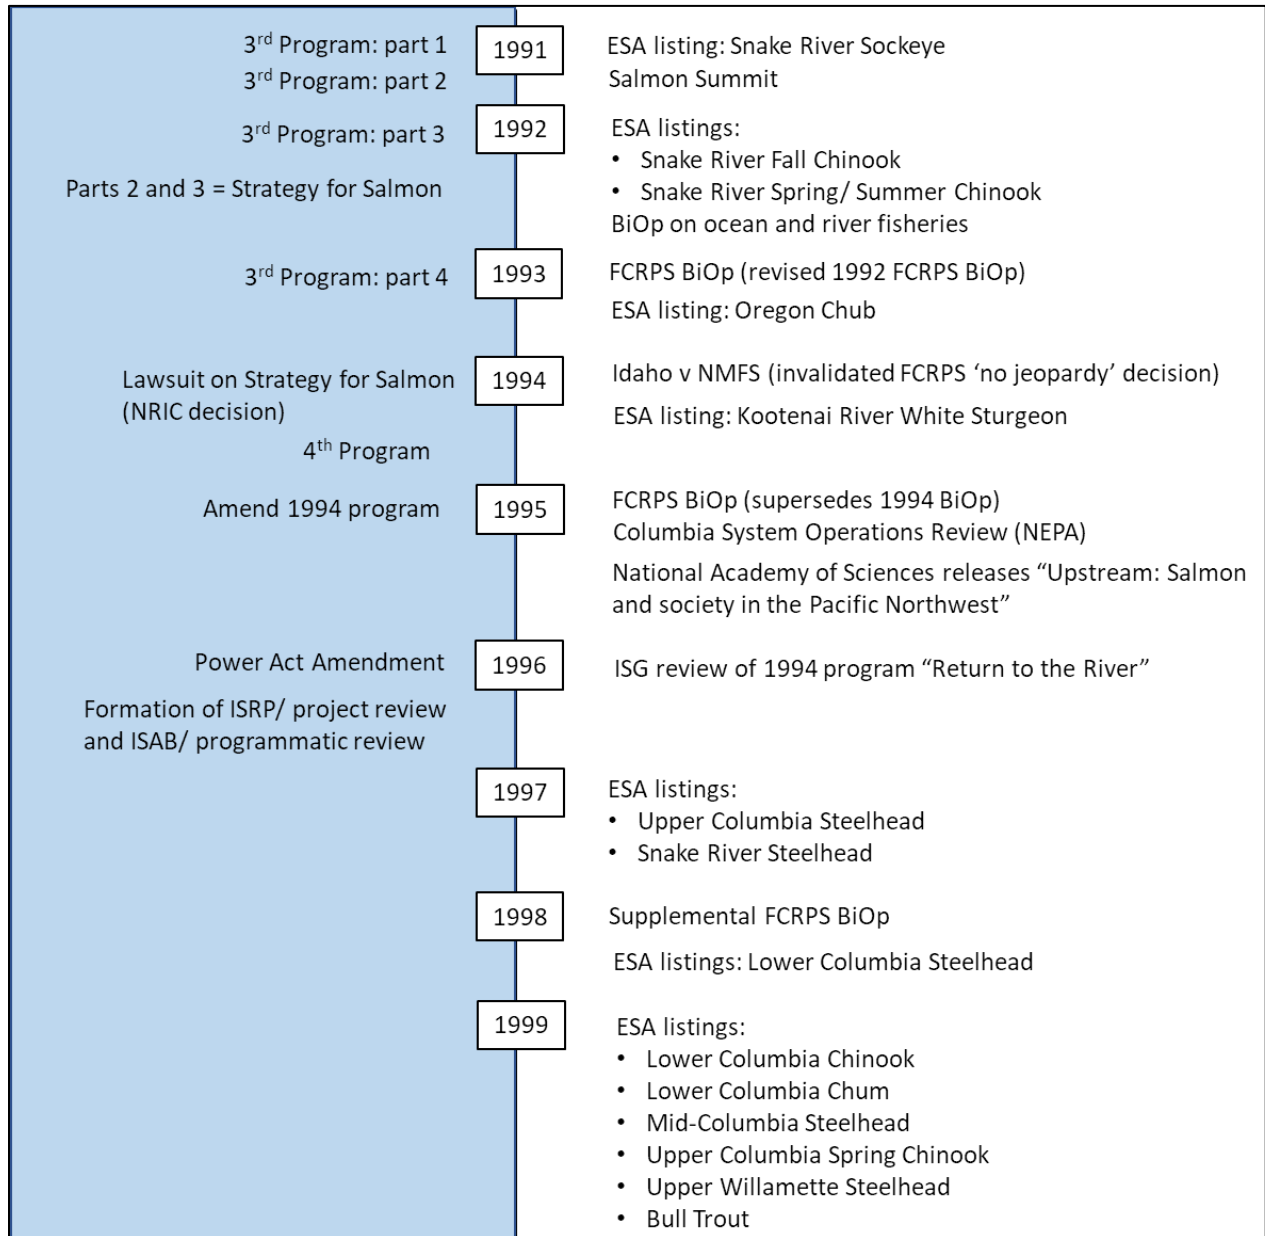 3rd Program: part 1
3rd Program: part 2
1991
ESA listing: Snake River Sockeye
Salmon Summit
3rd Program: part 3
Parts 2 and 3 = Strategy for Salmon
1992
ESA listings:
• Snake River Fall Chinook
• Snake River Spring/ Summer Chinook
BiOp on ocean and river fisheries
3rd Program: part 4
1993
FCRPS BiOp (revised 1992 FCRPS BiOp)
ESA listing: Oregon Chub
Lawsuit on Strategy for Salmon
(NRIC decision)
4th Program
1994
Idaho v NMFS (invalidated FCRPS ‘no jeopardy’ decision)
ESA listing: Kootenai River White Sturgeon
Amend 1994 program
1995
FCRPS BiOp (supersedes 1994 BiOp)
Columbia System Operations Review (NEPA)
National Academy of Sciences releases “Upstream: Salmon
and society in the Pacific Northwest”
Power Act Amendment
Formation of ISRP/ project review
and ISAB/ programmatic review
1996
ISG review of 1994 program “Return to the River”
1997
ESA listings:
• Upper Columbia Steelhead
• Snake River Steelhead
1998
Supplemental FCRPS BiOp
ESA listings: Lower Columbia Steelhead
1999
ESA listings:
• Lower Columbia Chinook
• Lower Columbia Chum
• Mid-Columbia Steelhead
• Upper Columbia Spring Chinook
• Upper Willamette Steelhead
• Bull Trout